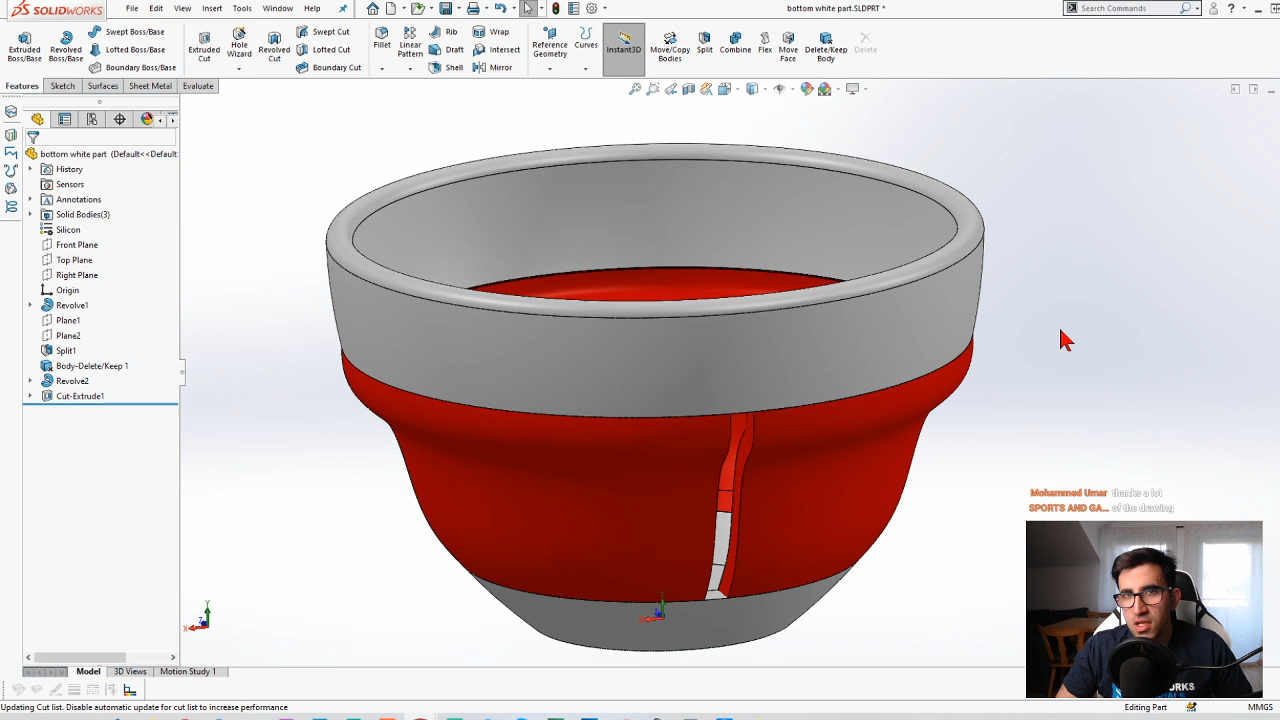 SOLIDWORKS File Edit View Insert Tools Window Help bottom white part.SLDPRT * Search Commands
Extruded Boss/Base
Revolved Boss/Base
Swept Boss/Base
Lofted Boss/Base
Boundary Boss/Base
Extruded Cut
Hole Wizard
Revolved Cut
Swept Cut
Lofted Cut
Boundary Cut
Fillet
Linear Pattern
Rib
Draft
Shell
Wrap
Intersect
Mirror
Reference Geometry
Curves
Instant3D
Move/Copy Bodies
Split
Combine
Flex
Move Face
Delete/Keep Body
Delete
Features Sketch Surfaces Sheet Metal Evaluate
bottom white part (Default<<Default
History
Sensors
Annotations
Solid Bodies(3)
Silicon
Front Plane
Top Plane
Right Plane
Origin
Revolve1
Plane1
Plane2
Split1
Body-Delete/Keep 1
Revolve2
Cut-Extrude1
Mohammed Umar thanks a lot
SPORTS AND GA... of the drawing
Y
X
Z
Model 3D Views Motion Study 1
Updating Cut list. Disable automatic update for cut list to increase performance Editing Part MMGS